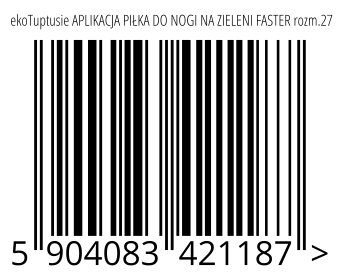 ekoTuptusie APLIKACJA PIŁKA DO NOGI NA ZIELENI FASTER rozm.27
5 904083 421187 >